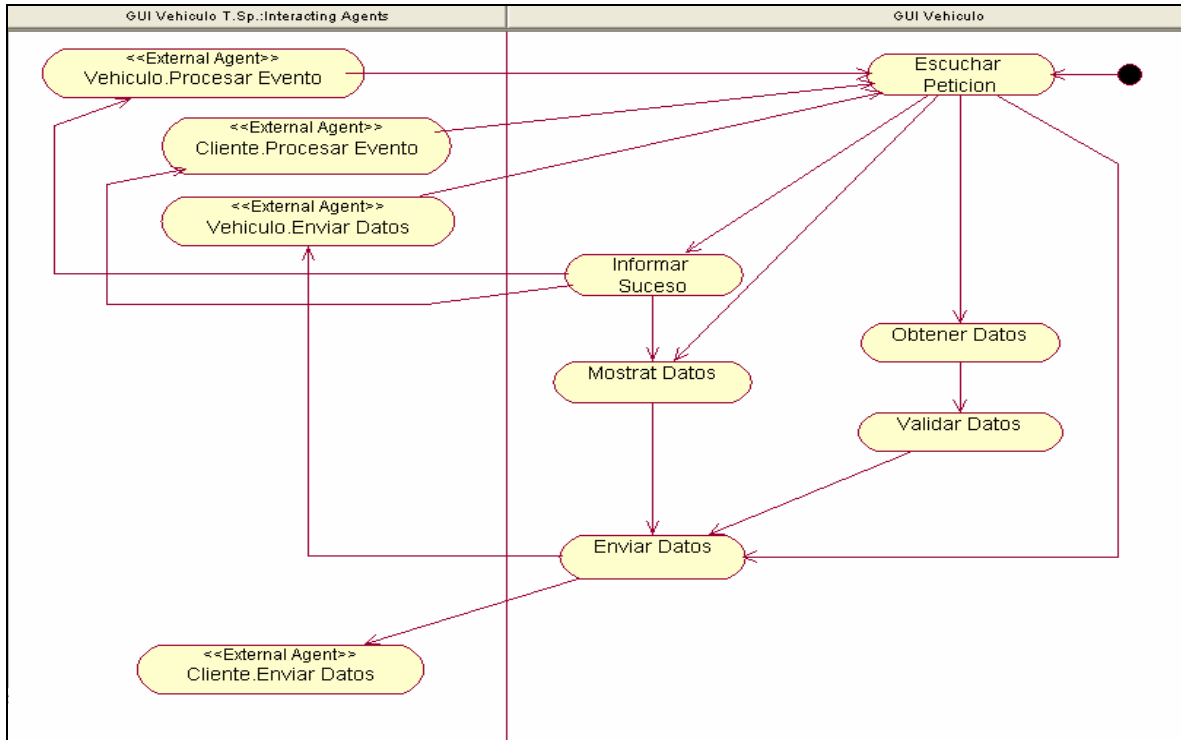 GUI Vehiculo T.Sp.:Interacting Agents
GUI Vehiculo
<<External Agent>>
Vehiculo.Procesar Evento
Escuchar
Peticion
<<External Agent>>
Cliente.Procesar Evento
<<External Agent>>
Vehiculo.Enviar Datos
Informar
Suceso
Obtener Datos
Mostrat Datos
Validar Datos
Enviar Datos
<<External Agent>>
Cliente.Enviar Datos